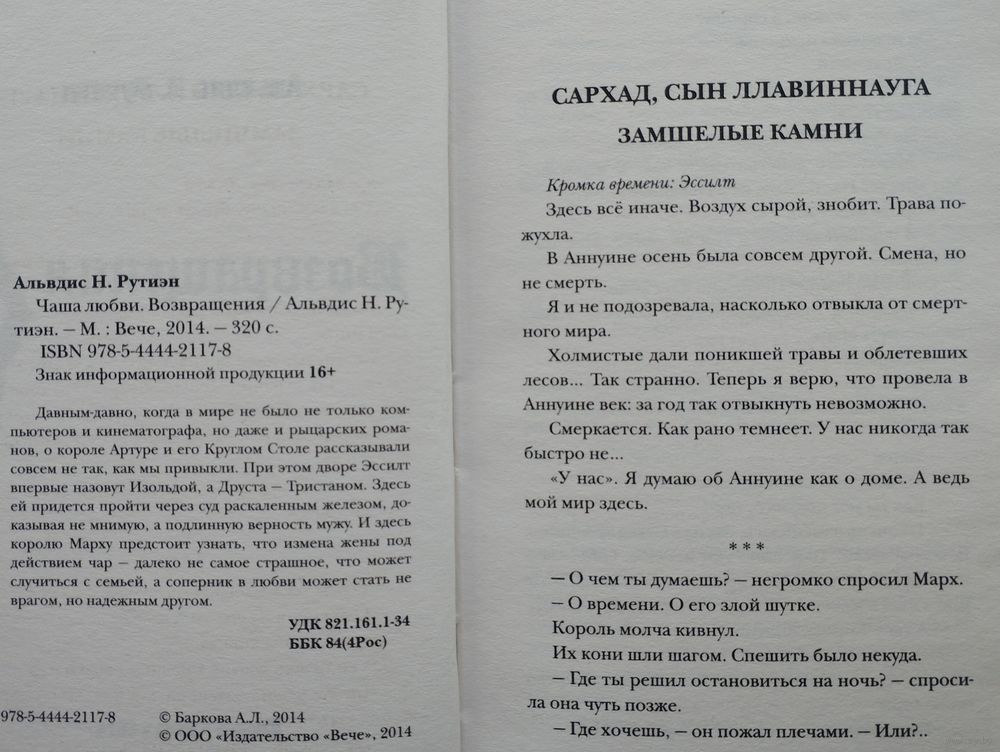 Альвдис Н. Рутиэн
Чаша любви. Возвращения / Альвдис Н. Ру-
тиэн. — М. : Вече, 2014. — 320 с.
ISBN 978-5-4444-2117-8
Знак информационной продукции 16+
Давным-давно, когда в мире не было не только ком-
пьютеров и кинематографа, но даже и рыцарских рома-
нов, о короле Артуре и его Круглом Столе рассказывали
совсем не так, как мы привыкли. При этом дворе Эссилт
впервые назовут Изольдой, а Друста — Тристаном. Здесь
ей придется пройти через суд раскаленным железом, до-
казывая не мнимую, а подлинную верность мужу. И здесь
королю Марху предстоит узнать, что измена жены под
действием чар — далеко не самое страшное, что может
случиться с семьей, а соперник в любви может стать не
врагом, но надежным другом.
УДК 821.161.1-34
ББК 84(4Рос)
978-5-4444-2117-8
© Баркова А.Л., 2014
© ООО «Издательство «Вече», 2014
САРХАД, СЫН ЛЛАВИННАУГА
ЗАМШЕЛЫЕ КАМНИ
Кромка времени: Эссилт
Здесь всё иначе. Воздух сырой, знобит. Трава по-
жухла.
В Аннуине осень была совсем другой. Смена, но
не смерть.
Я и не подозревала, насколько отвыкла от смерт-
ного мира.
Холмистые дали поникшей травы и облетевших
лесов... Так странно. Теперь я верю, что провела в
Аннуине век: за год так отвыкнуть невозможно.
Смеркается. Как рано темнеет. У нас никогда так
быстро не...
«У нас». Я думаю об Аннуине как о доме. А ведь
мой мир здесь.
* * *
— О чем ты думаешь? — негромко спросил Марх.
— О времени. О его злой шутке.
Король молча кивнул.
Их кони шли шагом. Спешить было некуда.
— Где ты решил остановиться на ночь? — спроси-
ла она чуть позже.
— Где хочешь, — он пожал плечами. — Или?..